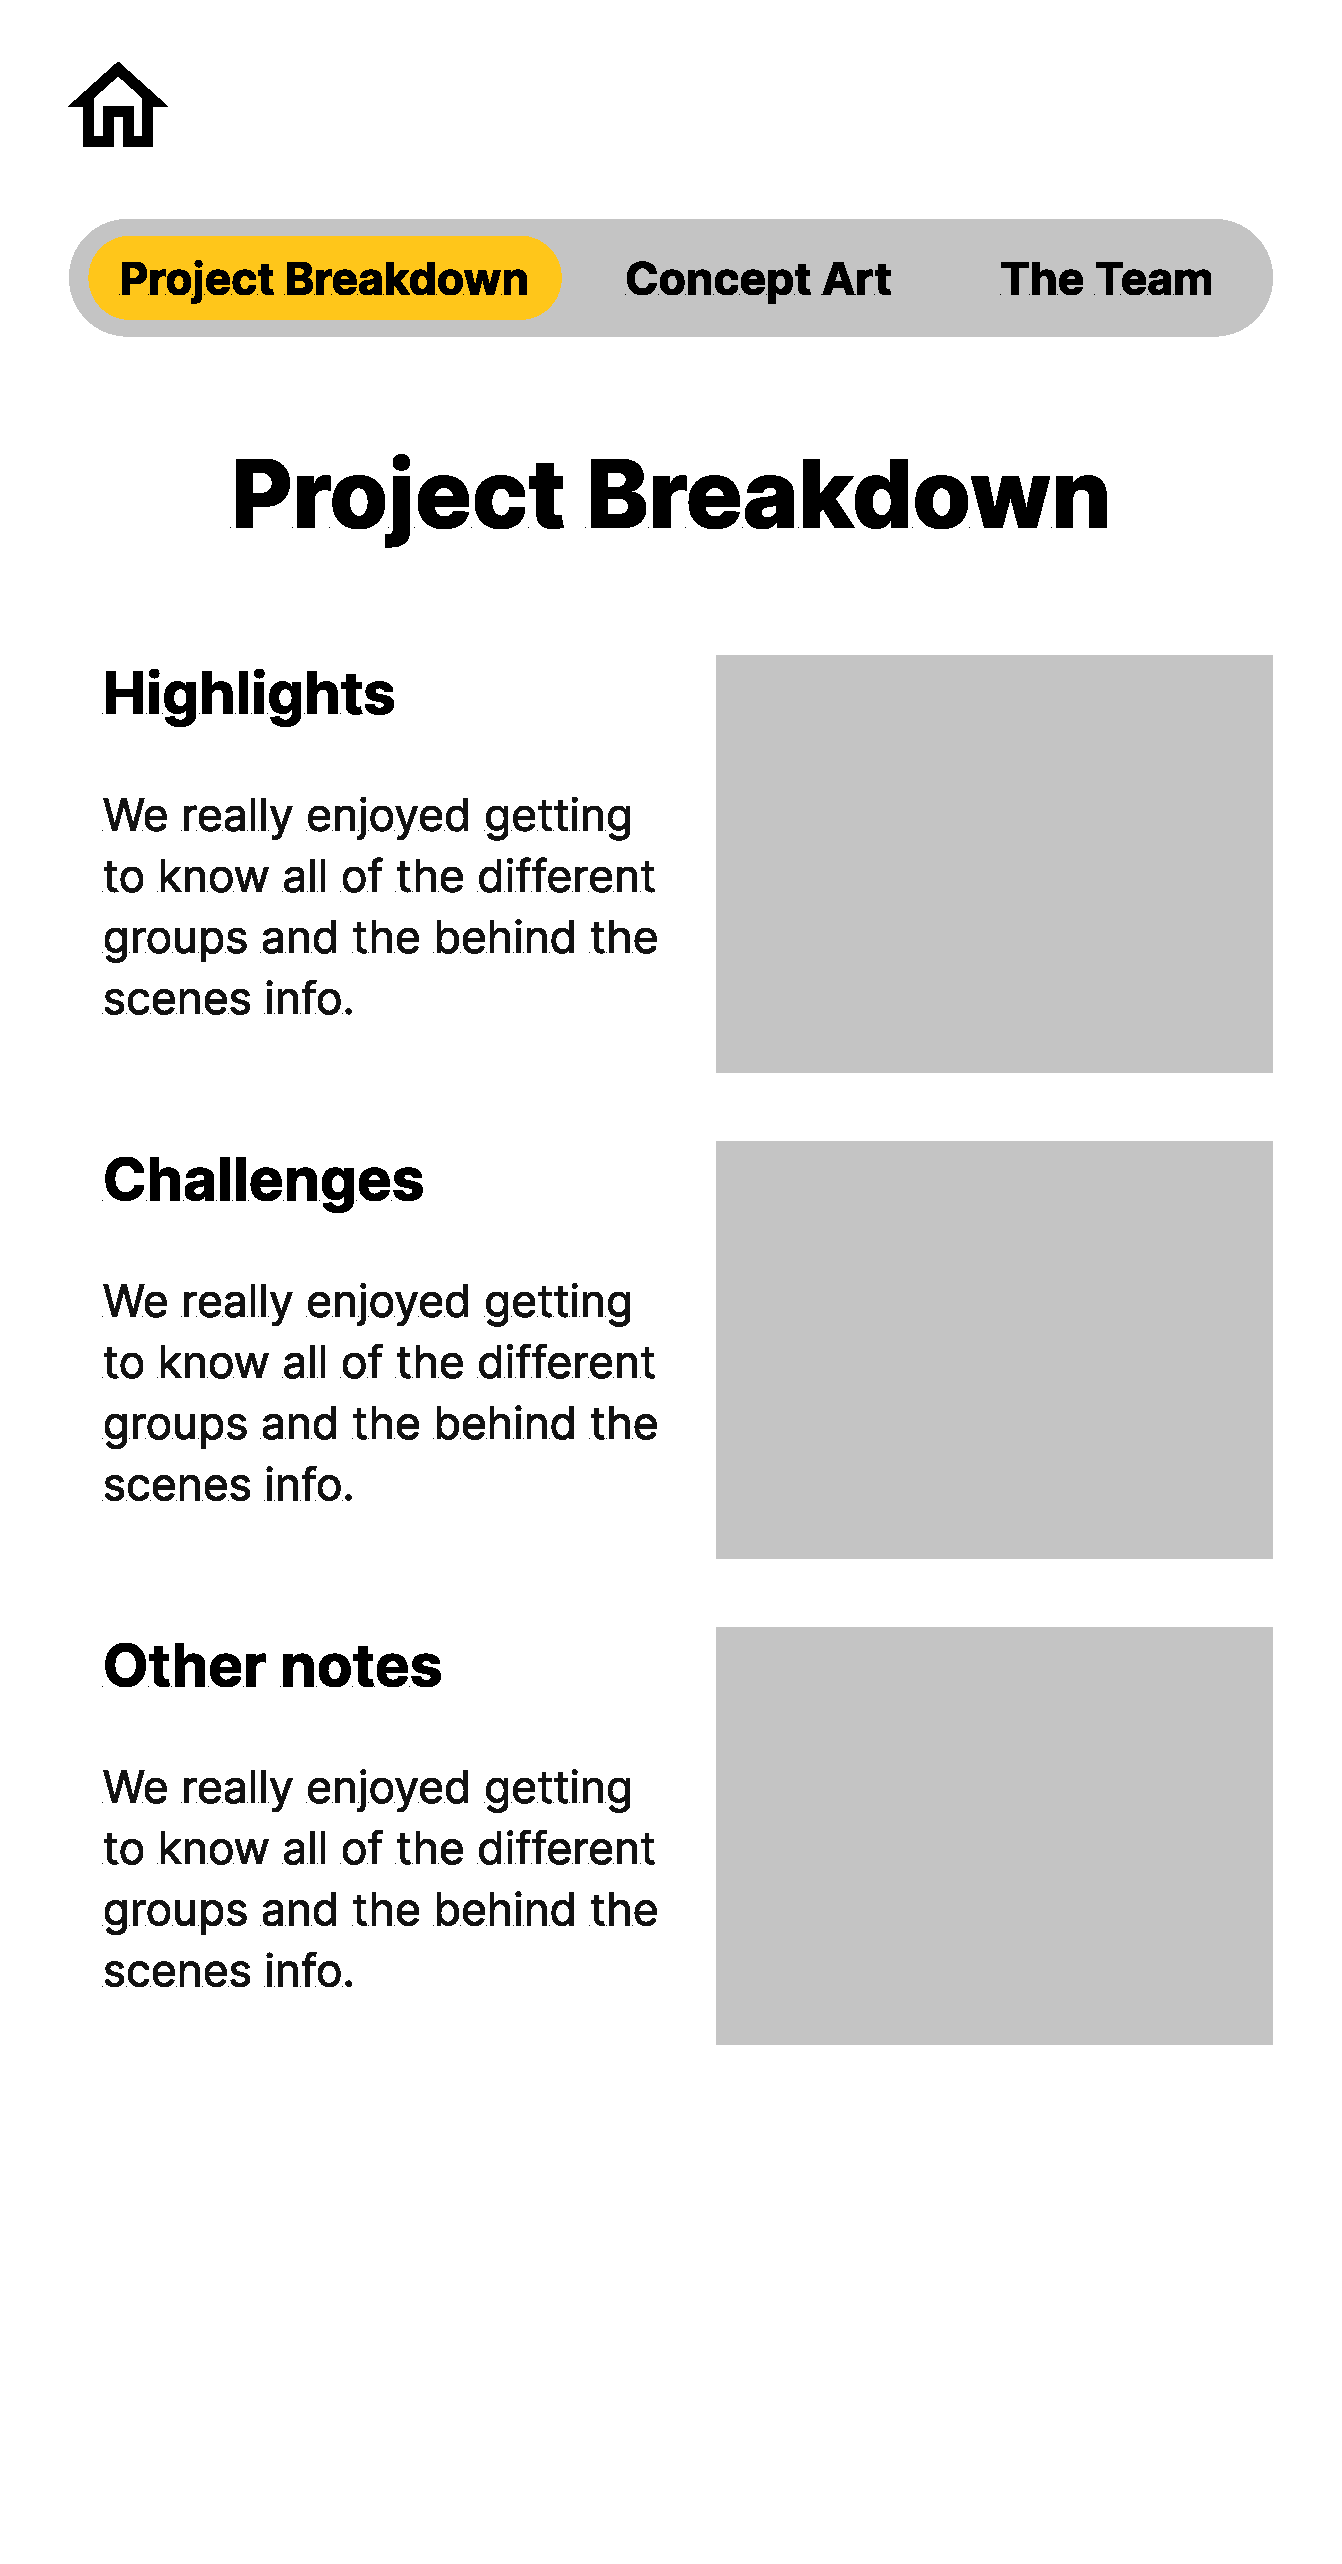 Project Breakdown Concept Art The Team
Project Breakdown
Highlights
We really enjoyed getting
to know all of the different
groups and the behind the
scenes info.
Challenges
We really enjoyed getting
to know all of the different
groups and the behind the
scenes info.
Other notes
We really enjoyed getting
to know all of the different
groups and the behind the
scenes info.